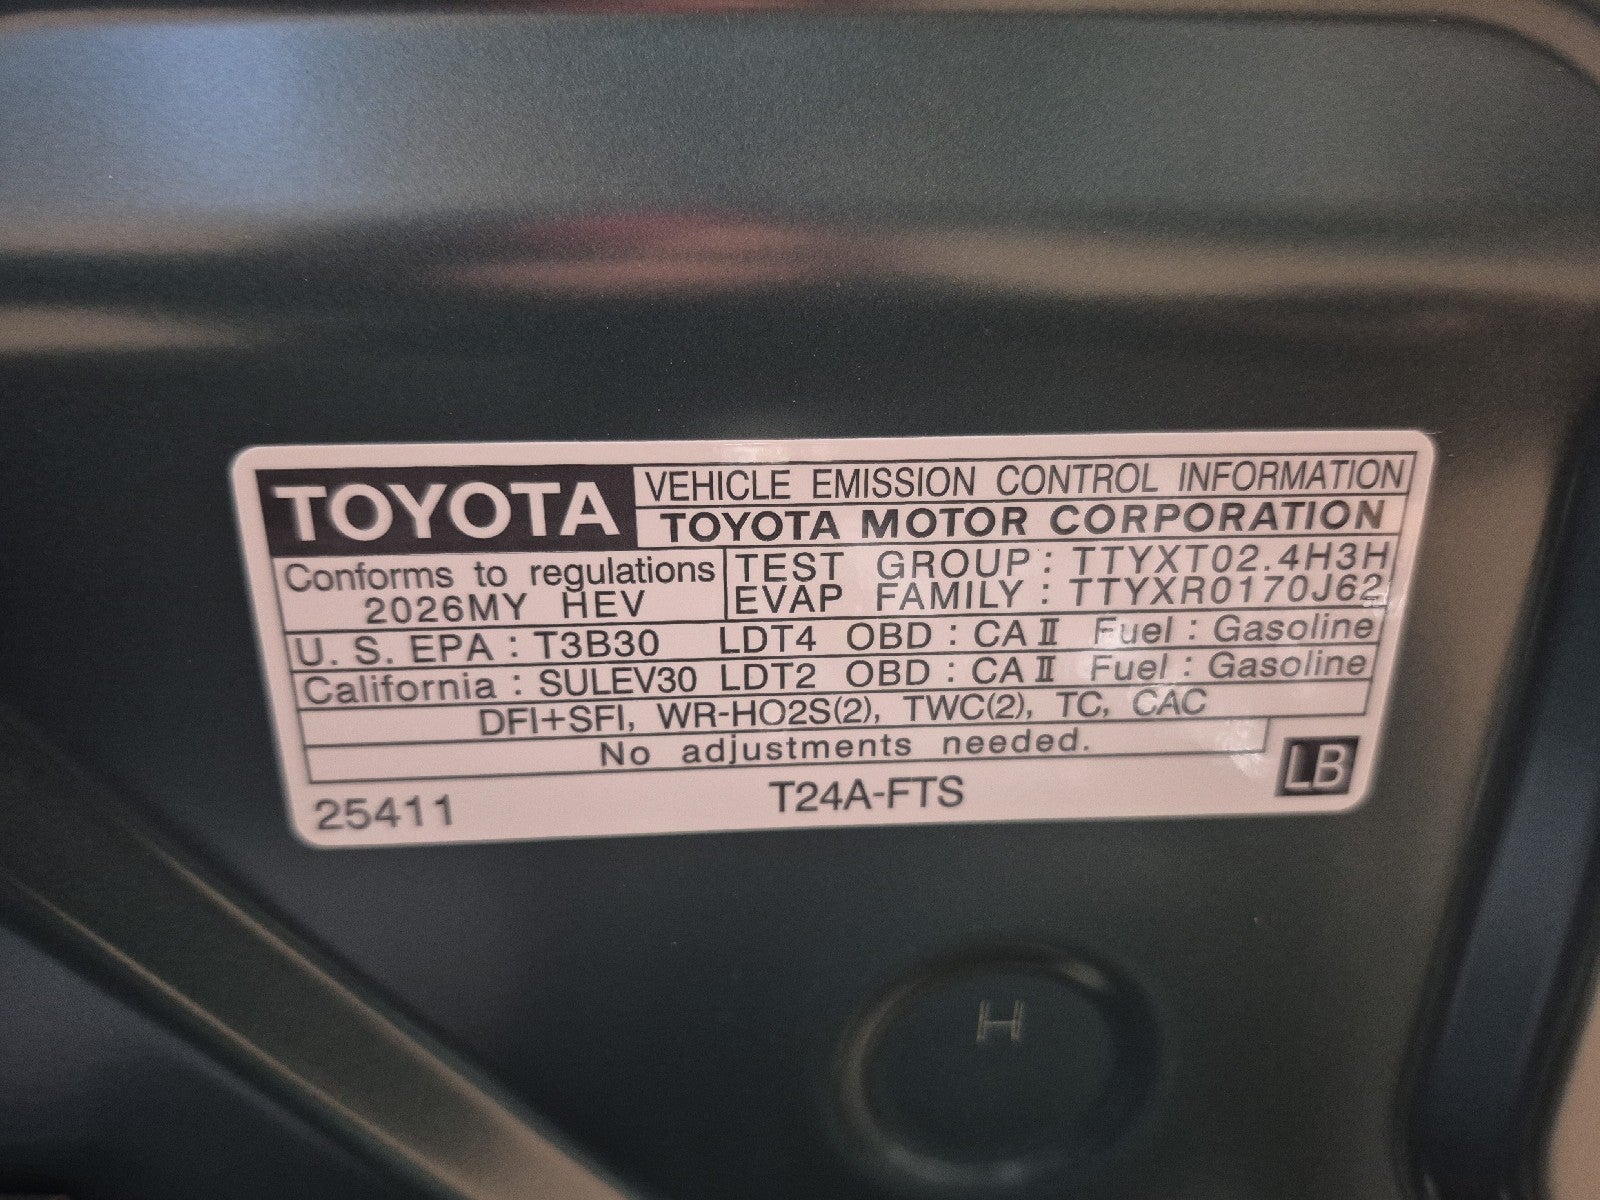 TOYOTA VEHICLE EMISSION CONTROL INFORMATION
TOYOTA MOTOR CORPORATION
Conforms to regulations TEST GROUP : TTYXT02.4H3H
2026MY HEV EVAP FAMILY : TTYXR0170J62
U. S. EPA : T3B30 LDT4 OBD : CA Ⅱ Fuel : Gasoline
California : SULEV30 LDT2 OBD : CA Ⅱ Fuel : Gasoline
DFI+SFI, WR-HO2S(2), TWC(2), TC, CAC
No adjustments needed.
25411 T24A-FTS LB
H